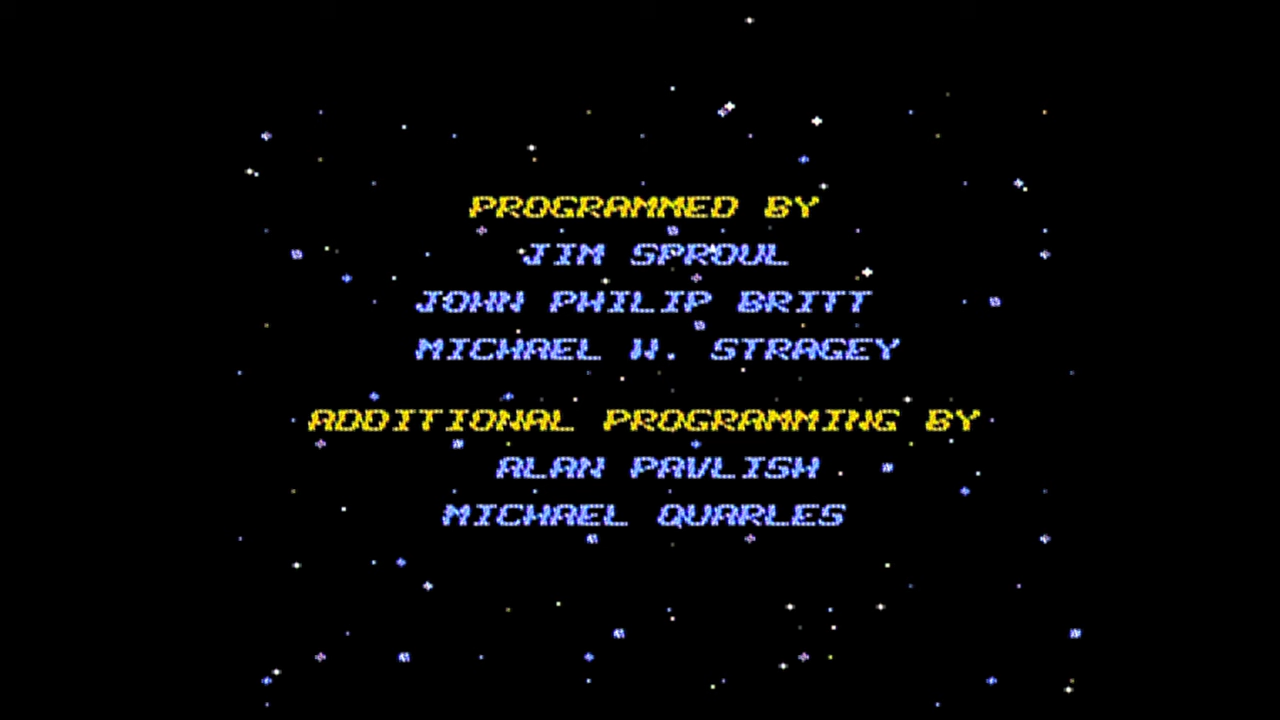 PROGRAMMED BY
JIM SPROUL
JOHN PHILIP BRITT
MICHAEL W. STRAGEY
ADDITIONAL PROGRAMMING BY
ALAN PAVLISH
MICHAEL QUARLES